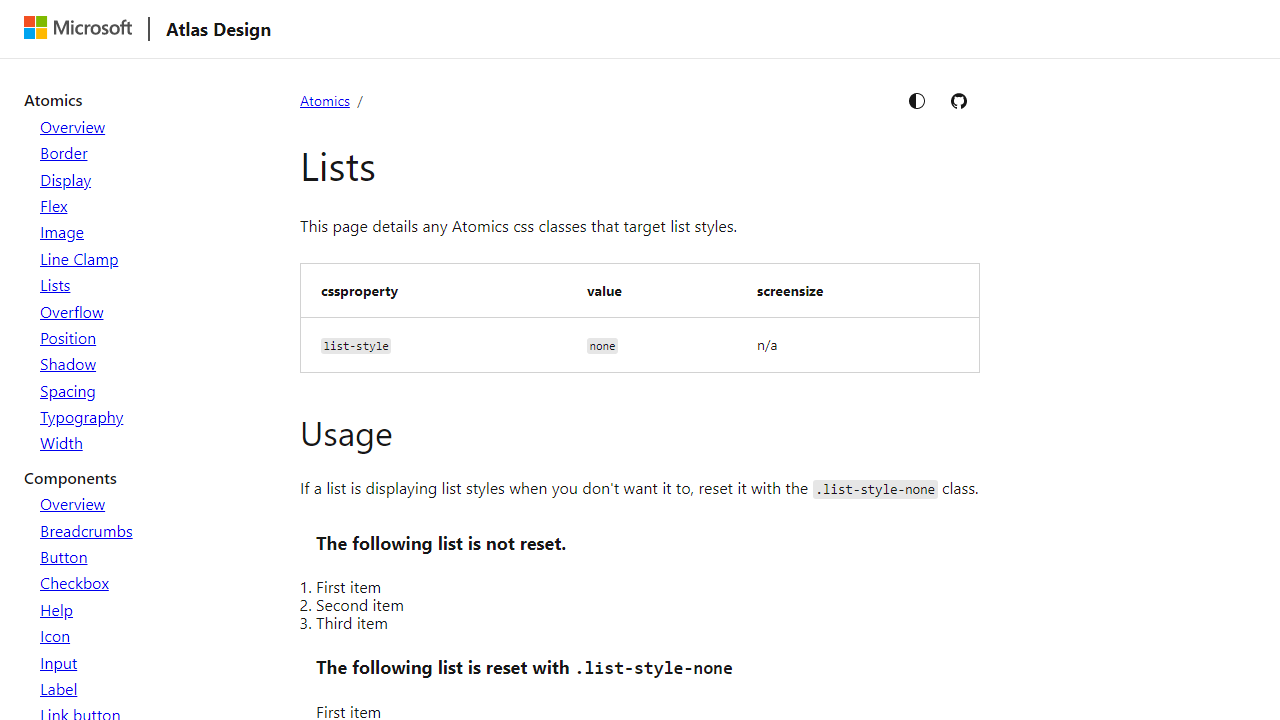 Microsoft
Atlas Design
Atomics
Overview
Border
Display
Flex
Image
Line Clamp
Lists
Overflow
Position
Shadow
Spacing
Typography
Width
Components
Overview
Breadcrumbs
Button
Checkbox
Help
Icon
Input
Label
Link button
Atomics /
Lists
This page details any Atomics css classes that target list styles.
cssproperty value screensize
list-style none n/a
Usage
If a list is displaying list styles when you don't want it to, reset it with the .list-style-none class.
The following list is not reset.
1. First item
2. Second item
3. Third item
The following list is reset with .list-style-none
First item